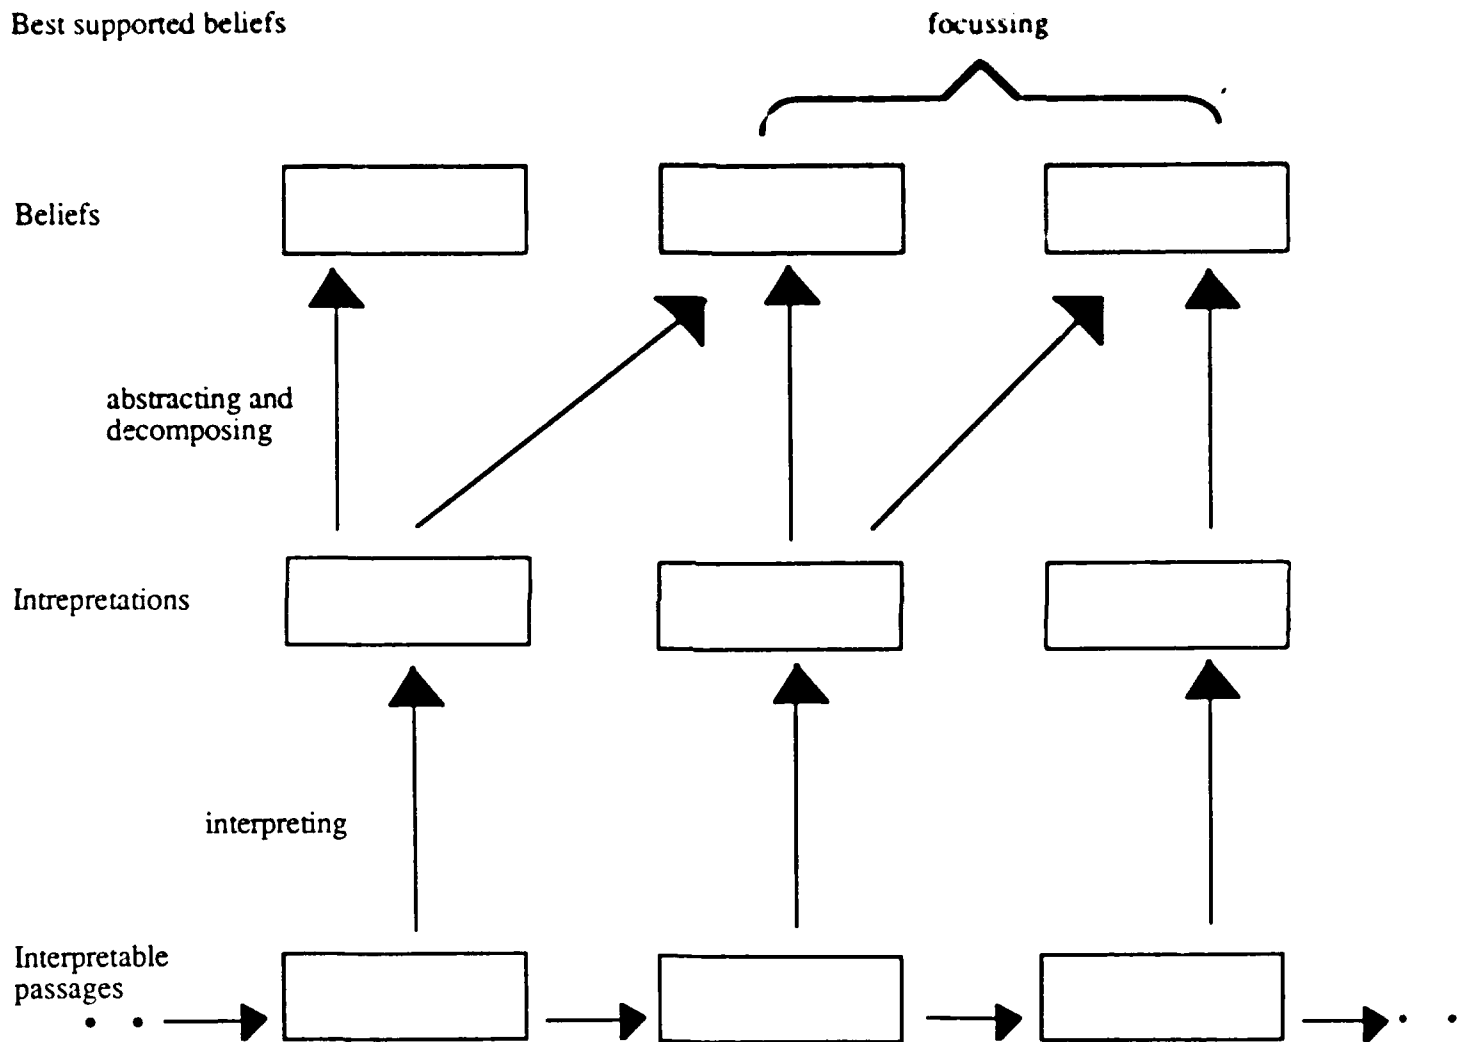 Best supported beliefs
focussing
Beliefs
abstracting and
decomposing
Intrepretations
interpreting
Interpretable
passages